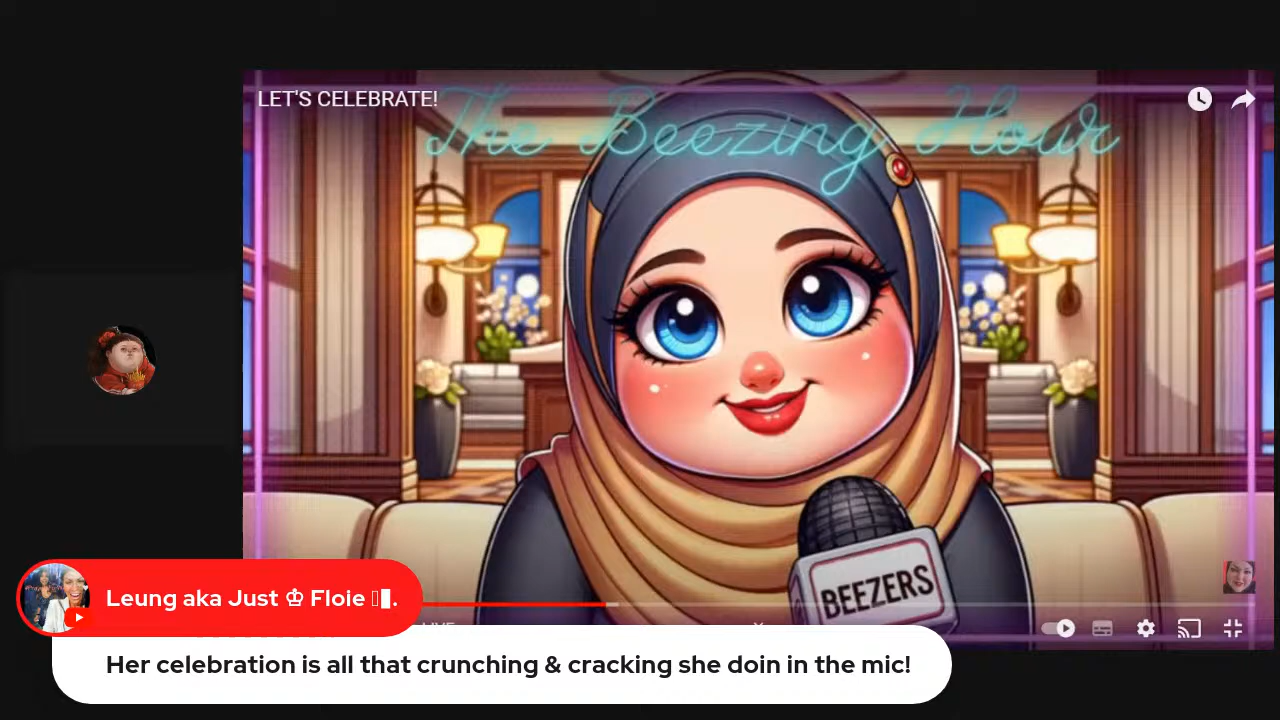 LET'S CELEBRATE!
The Beezing Hour
BEEZERS
Leung aka Just ♔ Floie
LIVE
Her celebration is all that crunching & cracking she doin in the mic!